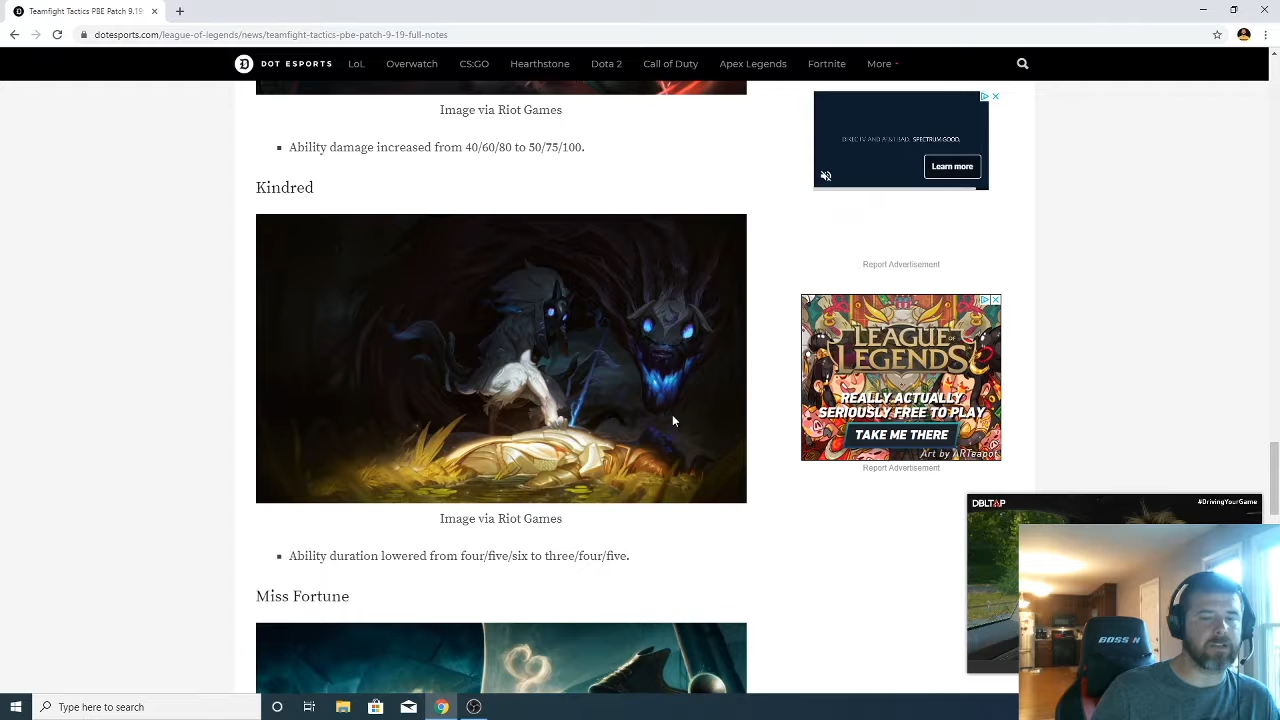 Teamfight Tactics PBE Patch 9.19:
dotesports.com/league-of-legends/news/teamfight-tactics-pbe-patch-9-19-full-notes
DOT ESPORTS
LoL
Overwatch
CS:GO
Hearthstone
Dota 2
Call of Duty
Apex Legends
Fortnite
More
Image via Riot Games
Ability damage increased from 40/60/80 to 50/75/100.
Kindred
Image via Riot Games
Ability duration lowered from four/five/six to three/four/five.
Miss Fortune
Learn more
Report Advertisement
LEAGUE OF
LEGENDS
REALLY ACTUALLY
SERIOUSLY FREE TO PLAY
TAKE ME THERE
Art by ARTeapot
Report Advertisement
DBLTAP
#DrivingYourGame
BOSS N
Type here to search